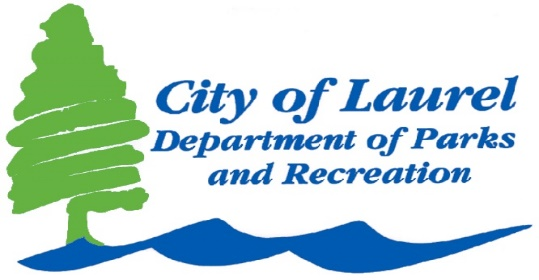 City of Laurel
Department of Parks
and Recreation